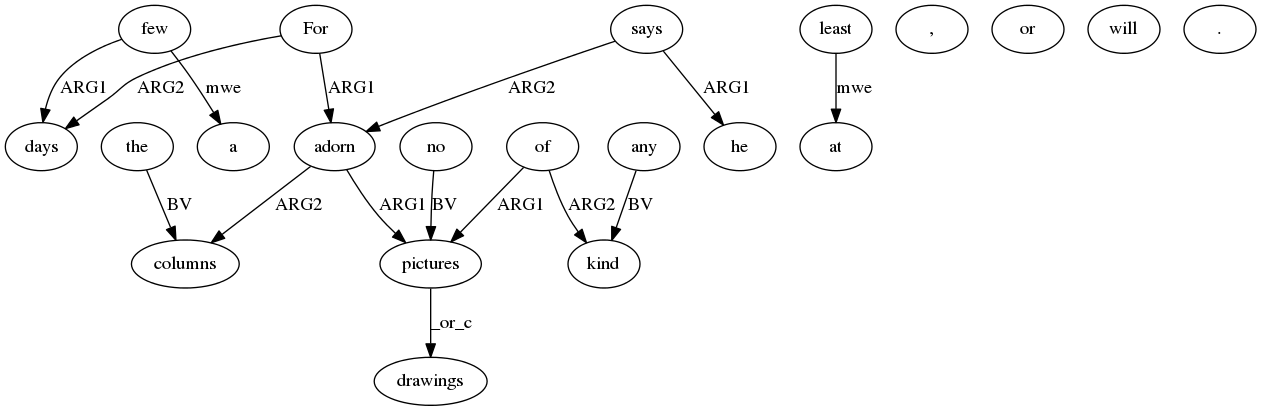 few For says least , or will .
ARG1 ARG2 mwe ARG1 ARG2 ARG1 mwe
days the a adorn no of any he at
BV ARG2 ARG1 BV ARG1 ARG2 BV
columns pictures kind
_or_c
drawings